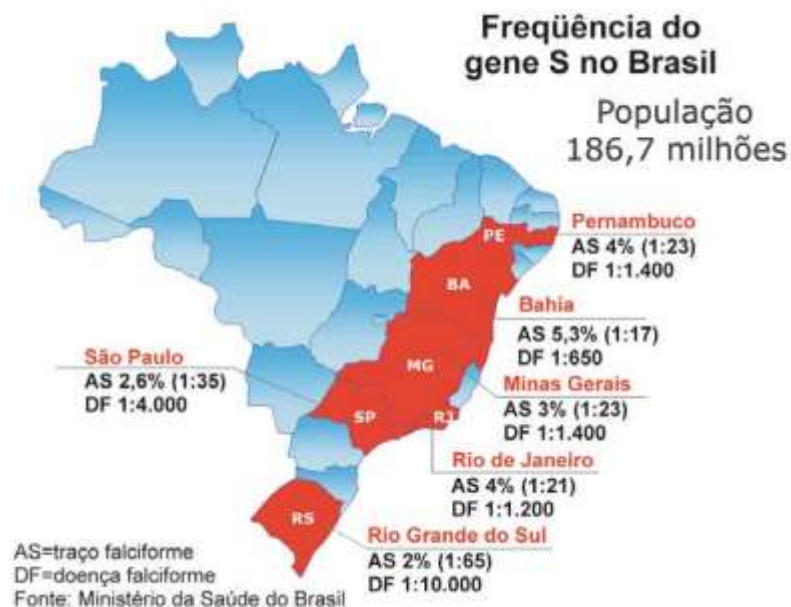 Freqüência do
gene S no Brasil
População
186,7 milhões
PE
Pernambuco
AS 4% (1:23)
DF 1:1.400
BA
Bahia
AS 5,3% (1:17)
DF 1:650
São Paulo
AS 2,6% (1:35)
DF 1:4.000
MG
Minas Gerais
AS 3% (1:23)
DF 1:1.400
SP
RJ
Rio de Janeiro
AS 4% (1:21)
DF 1:1.200
RS
Rio Grande do Sul
AS 2% (1:65)
DF 1:10.000
AS=traço falciforme
DF=doença falciforme
Fonte: Ministério da Saúde do Brasil